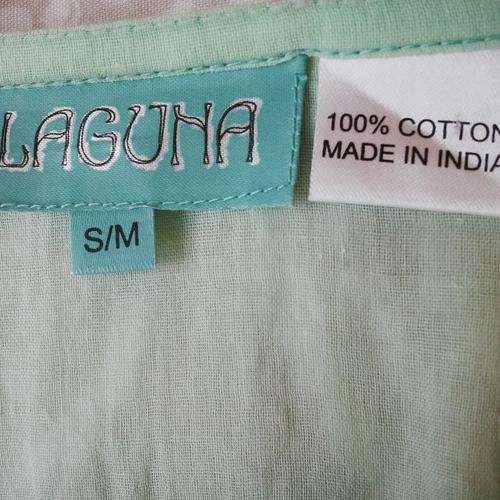 LAGUNA
S/M
100% COTTON
MADE IN INDIA